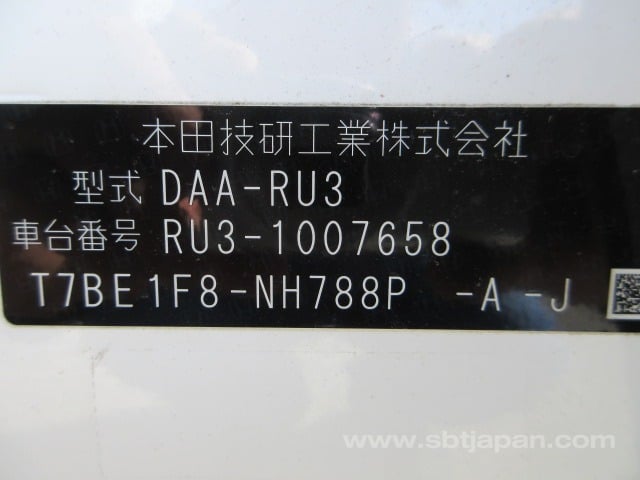 本田技研工業株式会社
型式 DAA-RU3
車台番号 RU3-1007658
T7BE1F8-NH788P -A -J
www.sbtjapan.com